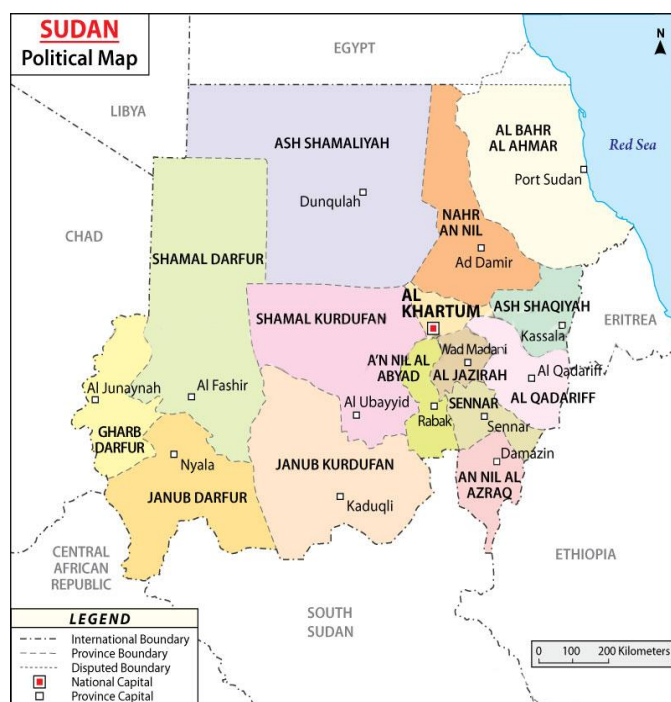 SUDAN
Political Map
EGYPT
N
LIBYA
ASH SHAMALIYAH
AL BAHR
AL AHMAR
Red Sea
Port Sudan
Dunqulah
NAHR
AN NIL
CHAD
Ad Damir
SHAMAL DARFUR
AL
KHARTUM
ASH SHAQIYAH
ERITREA
SHAMAL KURDUFAN
Kassala
Wad Madani
A'N NIL AL
ABYAD
AL JAZIRAH
Al Qadariff
Al Junaynah
Al Fashir
AL QADARIFF
Al Ubayyid
Rabak
SENNAR
Sennar
GHARB
DARFUR
Nyala
JANUB KURDUFAN
Damazin
JANUB DARFUR
AN NIL AL
AZRAQ
Kaduqli
CENTRAL
AFRICAN
REPUBLIC
ETHIOPIA
SOUTH
SUDAN
LEGEND
International Boundary
Province Boundary
Disputed Boundary
National Capital
Province Capital
0 100 200 Kilometers